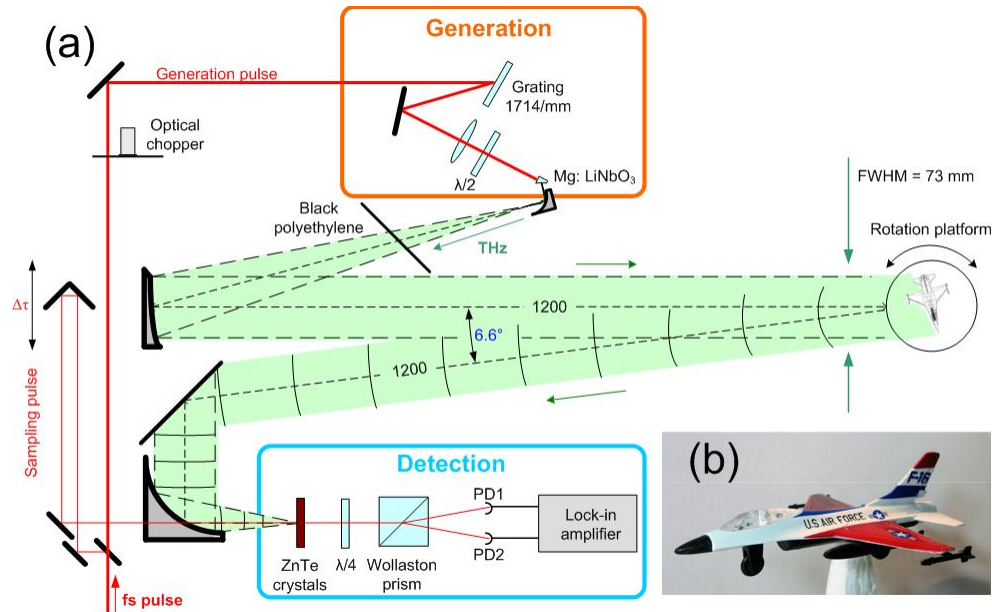 (a)
Generation
Generation pulse
Grating
1714/mm
Optical
chopper
λ/2
Mg: LiNbO₃
FWHM = 73 mm
Black
polyethylene
THz
Rotation platform
Δτ
1200
6.6°
1200
Sampling pulse
Detection
PD1
Lock-in
amplifier
PD2
ZnTe
crystals
λ/4
Wollaston
prism
fs pulse
(b)
F-16
U.S. AIR FORCE